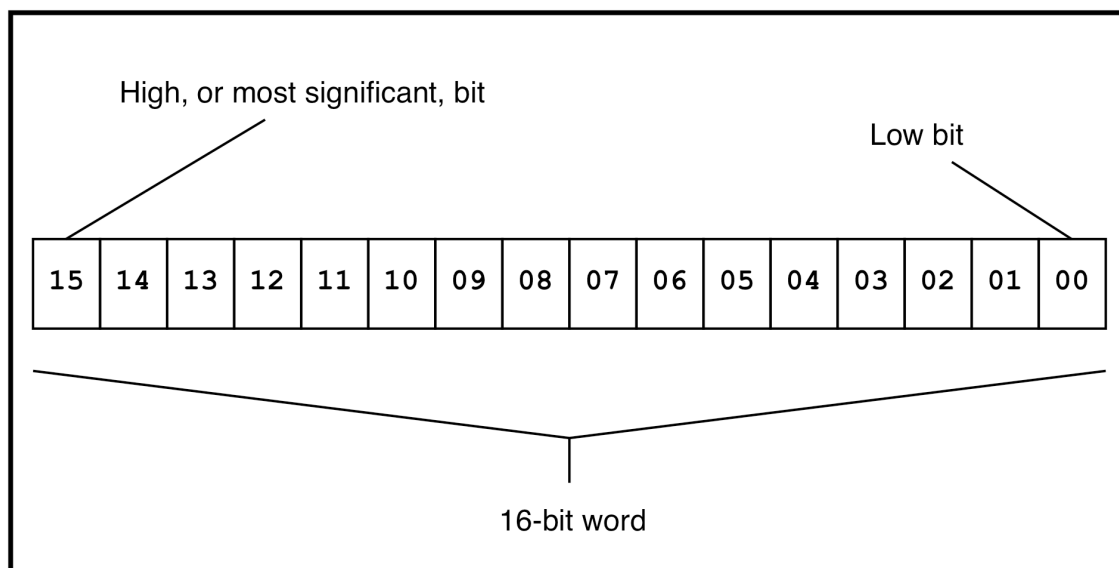 High, or most significant, bit
Low bit
15 14 13 12 11 10 09 08 07 06 05 04 03 02 01 00
16-bit word